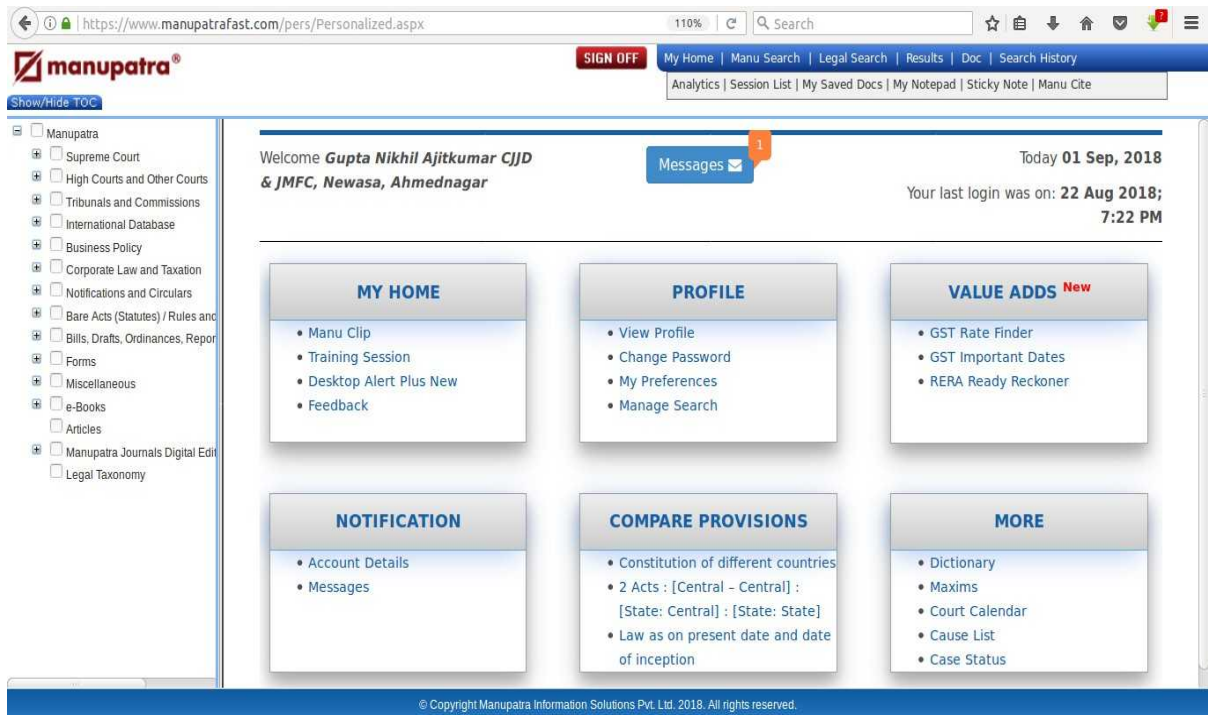 https://www.manupatrafast.com/pers/Personalized.aspx
110%
Search
7
manupatra®
SIGN OFF
My Home | Manu Search | Legal Search | Results | Doc | Search History
Analytics | Session List | My Saved Docs | My Notepad | Sticky Note | Manu Cite
Show/Hide TOC
Manupatra
Supreme Court
High Courts and Other Courts
Tribunals and Commissions
International Database
Business Policy
Corporate Law and Taxation
Notifications and Circulars
Bare Acts (Statutes) / Rules and
Bills, Drafts, Ordinances, Repor
Forms
Miscellaneous
e-Books
Articles
Manupatra Journals Digital Edit
Legal Taxonomy
Welcome Gupta Nikhil Ajitkumar CJJD
& JMFC, Newasa, Ahmednagar
Messages
1
Today 01 Sep, 2018
Your last login was on: 22 Aug 2018;
7:22 PM
MY HOME
• Manu Clip
• Training Session
• Desktop Alert Plus New
• Feedback
PROFILE
• View Profile
• Change Password
• My Preferences
• Manage Search
VALUE ADDS New
• GST Rate Finder
• GST Important Dates
• RERA Ready Reckoner
NOTIFICATION
• Account Details
• Messages
COMPARE PROVISIONS
• Constitution of different countries
• 2 Acts : [Central – Central] :
[State: Central] : [State: State]
• Law as on present date and date
of inception
MORE
• Dictionary
• Maxims
• Court Calendar
• Cause List
• Case Status
© Copyright Manupatra Information Solutions Pvt. Ltd. 2018. All rights reserved.